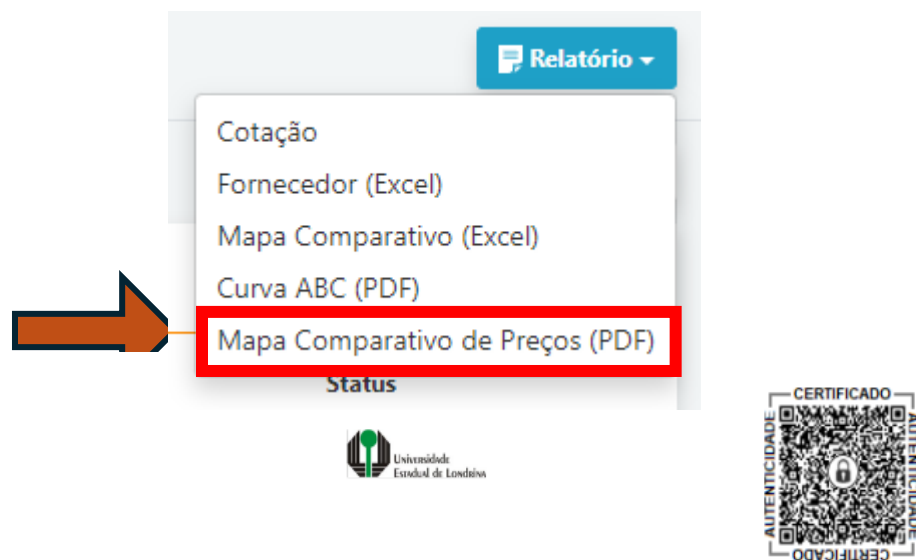 Relatório
Cotação
Fornecedor (Excel)
Mapa Comparativo (Excel)
Curva ABC (PDF)
Mapa Comparativo de Preços (PDF)
Status
Universidade
Estadual de Londrina
CERTIFICADO
AUTENTICIDADE
AUTENTICIDADE
CERTIFICADO